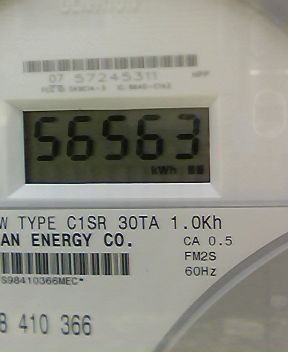 07 57245311
56563
kWh
W TYPE C1SR 30TA 1.0Kh
AN ENERGY CO.
CA 0.5
FM2S
60Hz
S98410366MEC*
8 410 366